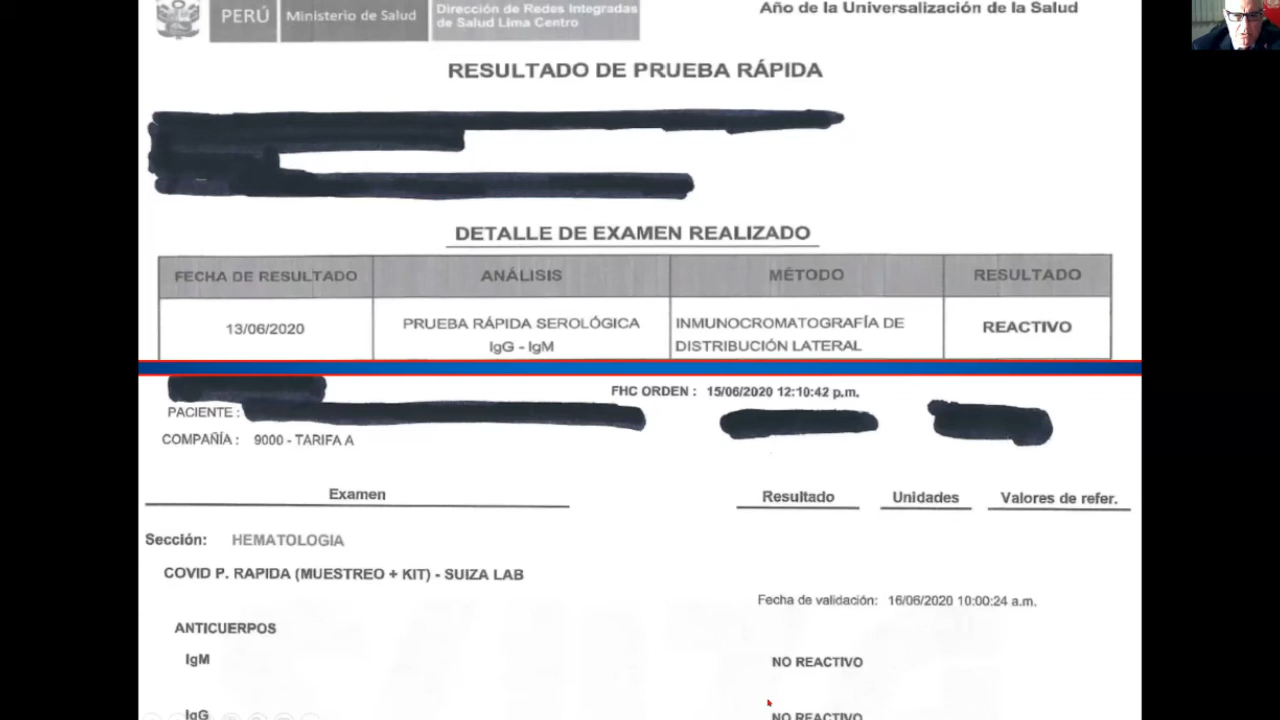 PERÚ
Ministerio de Salud
Dirección de Redes Integradas
de Salud Lima Centro
Año de la Universalización de la Salud
RESULTADO DE PRUEBA RÁPIDA
DETALLE DE EXAMEN REALIZADO
FECHA DE RESULTADO ANÁLISIS MÉTODO RESULTADO
13/06/2020 PRUEBA RÁPIDA SEROLÓGICA INMUNOCROMATOGRAFÍA DE REACTIVO
IgG - IgM DISTRIBUCIÓN LATERAL
FHC ORDEN : 15/06/2020 12:10:42 p.m.
PACIENTE :
COMPAÑÍA : 9000 - TARIFA A
Examen Resultado Unidades Valores de refer.
Sección: HEMATOLOGIA
COVID P. RAPIDA (MUESTREO + KIT) - SUIZA LAB
Fecha de validación: 16/06/2020 10:00:24 a.m.
ANTICUERPOS
IgM NO REACTIVO
IgG NO REACTIVO